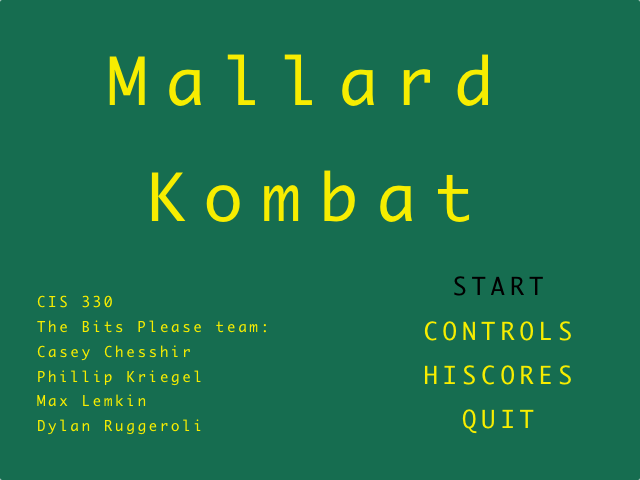 Mallard
Kombat
CIS 330
The Bits Please team:
Casey Chesshir
Phillip Kriegel
Max Lemkin
Dylan Ruggeroli
START
CONTROLS
HISCORES
QUIT